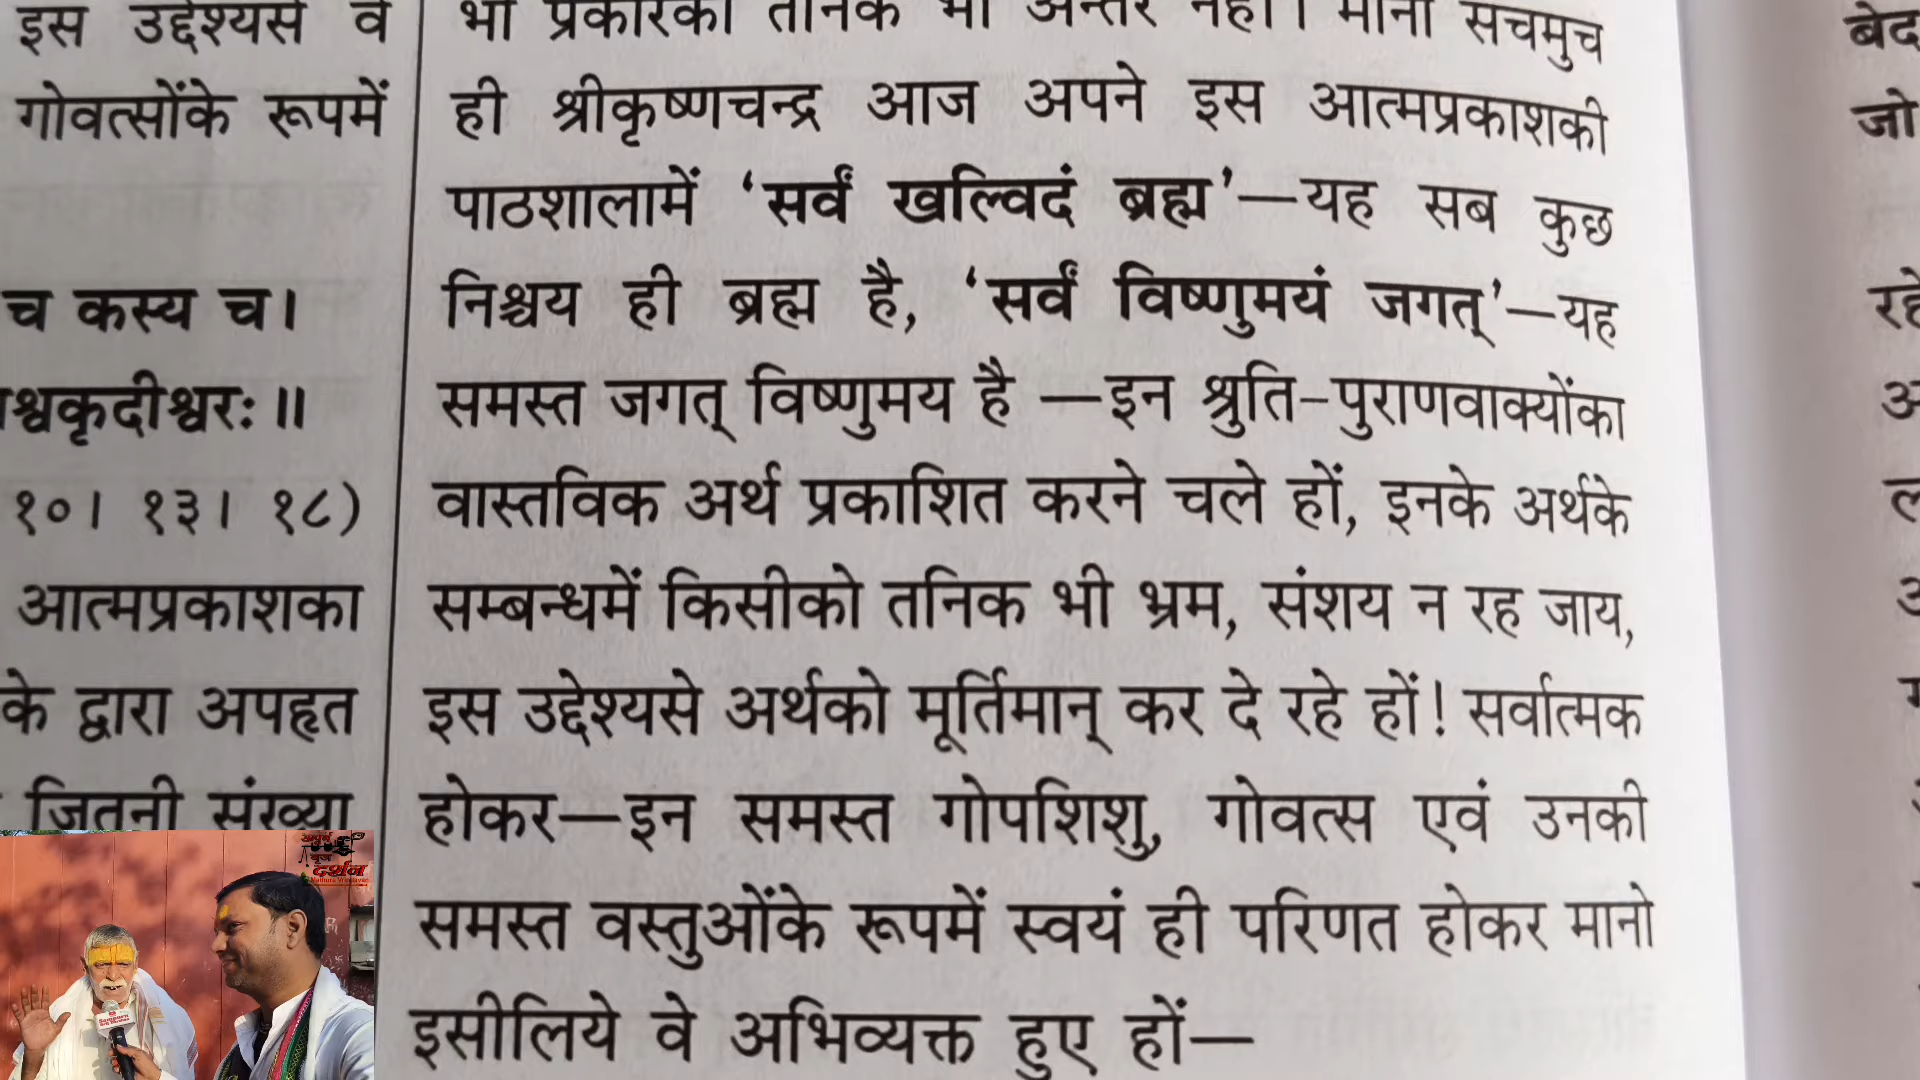 इस उद्देश्यसे वे
गोवत्सोंके रूपमें
च कस्य च।
श्वकृदीश्वरः॥
१०। १३। १८)
आत्मप्रकाशका
के द्वारा अपहृत
जितनी संख्या
भी प्रकारका तनिक भी अन्तर नहीं। मानो सचमुच
ही श्रीकृष्णचन्द्र आज अपने इस आत्मप्रकाशकी
पाठशालामें ‘सर्वं खल्विदं ब्रह्म’—यह सब कुछ
निश्चय ही ब्रह्म है, ‘सर्वं विष्णुमयं जगत्’—यह
समस्त जगत् विष्णुमय है —इन श्रुति-पुराणवाक्योंका
वास्तविक अर्थ प्रकाशित करने चले हों, इनके अर्थके
सम्बन्धमें किसीको तनिक भी भ्रम, संशय न रह जाय,
इस उद्देश्यसे अर्थको मूर्तिमान् कर दे रहे हों! सर्वात्मक
होकर—इन समस्त गोपशिशु, गोवत्स एवं उनकी
समस्त वस्तुओंके रूपमें स्वयं ही परिणत होकर मानो
इसीलिये वे अभिव्यक्त हुए हों—
जो
दर्शन